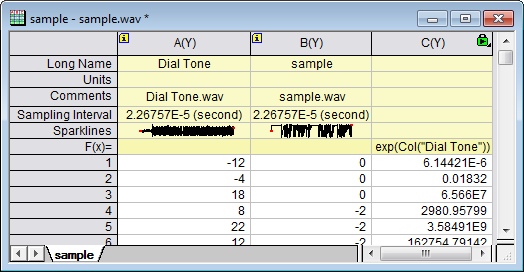 sample - sample.wav *
A(Y) B(Y) C(Y)
Long Name Dial Tone sample
Units
Comments Dial Tone.wav sample.wav
Sampling Interval 2.26757E-5 (second) 2.26757E-5 (second)
Sparklines
F(x)= exp(Col("Dial Tone"))
1 -12 0 6.14421E-6
2 -4 0 0.01832
3 18 0 6.566E7
4 8 -2 2980.95799
5 22 -2 3.58491E9
6 12 -2 162754.79142
sample